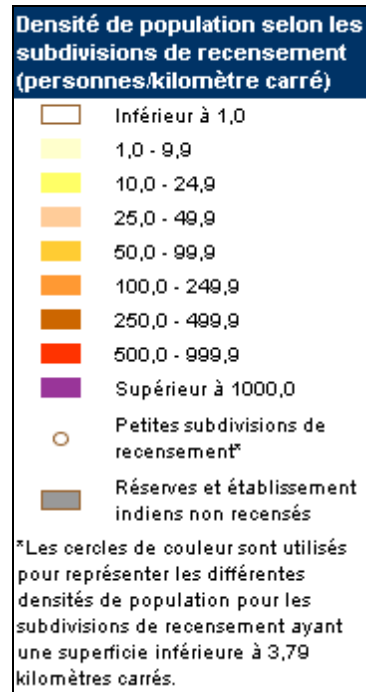 Densité de population selon les
subdivisions de recensement
(personnes/kilomètre carré)
Inférieur à 1,0
1,0 - 9,9
10,0 - 24,9
25,0 - 49,9
50,0 - 99,9
100,0 - 249,9
250,0 - 499,9
500,0 - 999,9
Supérieur à 1000,0
Petites subdivisions de
recensement*
Réserves et établissement
indiens non recensés
*Les cercles de couleur sont utilisés
pour représenter les différentes
densités de population pour les
subdivisions de recensement ayant
une superficie inférieure à 3,79
kilomètres carrés.